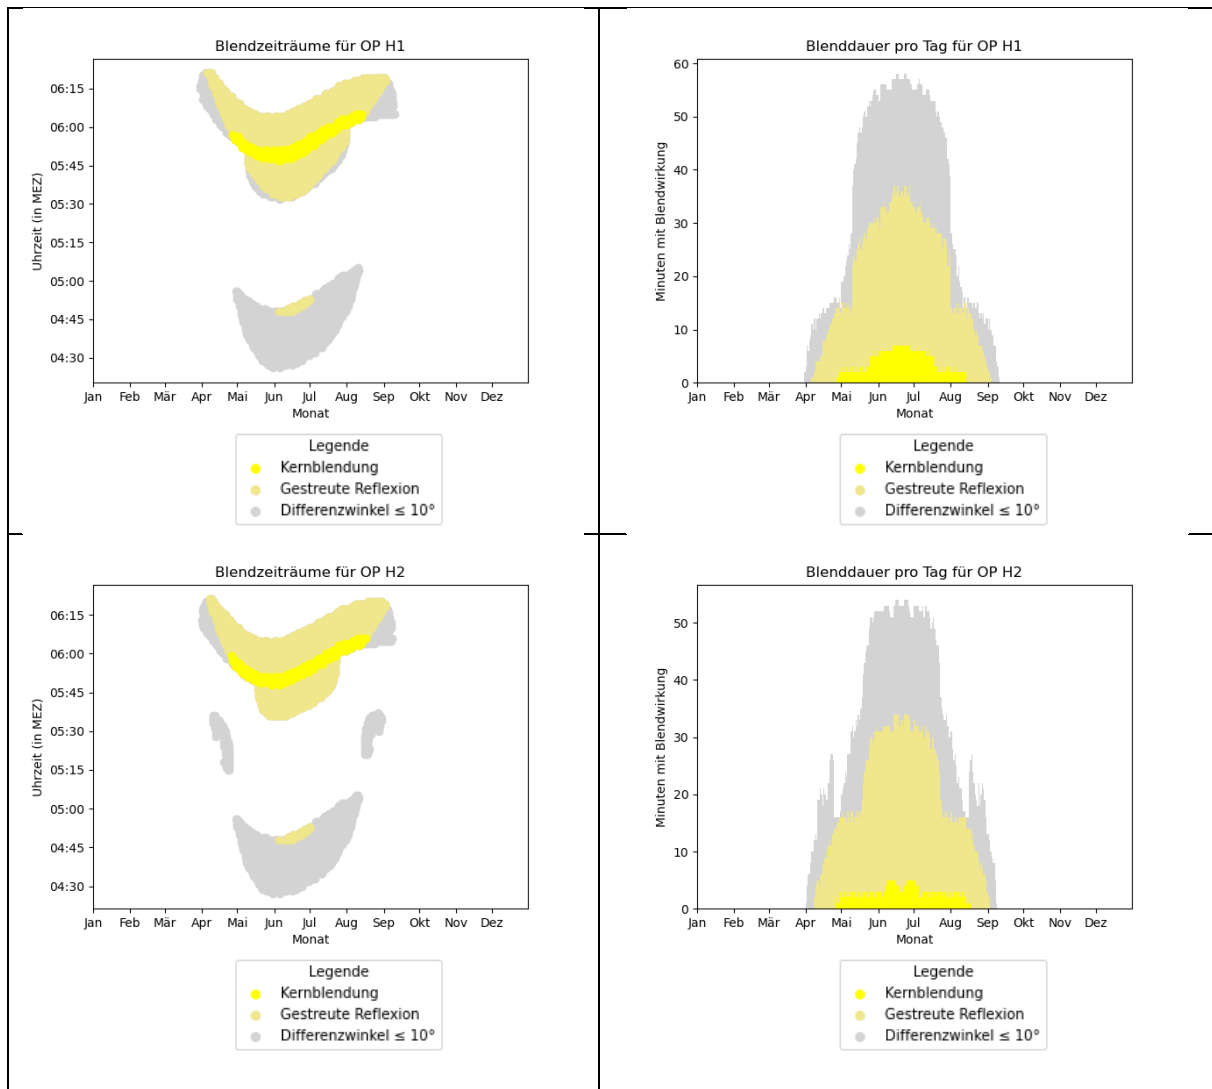 Blendzeiträume für OP H1
Uhrzeit (in MEZ)
06:15
06:00
05:45
05:30
05:15
05:00
04:45
04:30
Jan Feb Mär Apr Mai Jun Jul Aug Sep Okt Nov Dez
Monat
Legende
Kernblendung
Gestreute Reflexion
Differenzwinkel ≤ 10°
Blenddauer pro Tag für OP H1
Minuten mit Blendwirkung
60
50
40
30
20
10
0
Jan Feb Mär Apr Mai Jun Jul Aug Sep Okt Nov Dez
Monat
Legende
Kernblendung
Gestreute Reflexion
Differenzwinkel ≤ 10°
Blendzeiträume für OP H2
Uhrzeit (in MEZ)
06:15
06:00
05:45
05:30
05:15
05:00
04:45
04:30
Jan Feb Mär Apr Mai Jun Jul Aug Sep Okt Nov Dez
Monat
Legende
Kernblendung
Gestreute Reflexion
Differenzwinkel ≤ 10°
Blenddauer pro Tag für OP H2
Minuten mit Blendwirkung
50
40
30
20
10
0
Jan Feb Mär Apr Mai Jun Jul Aug Sep Okt Nov Dez
Monat
Legende
Kernblendung
Gestreute Reflexion
Differenzwinkel ≤ 10°